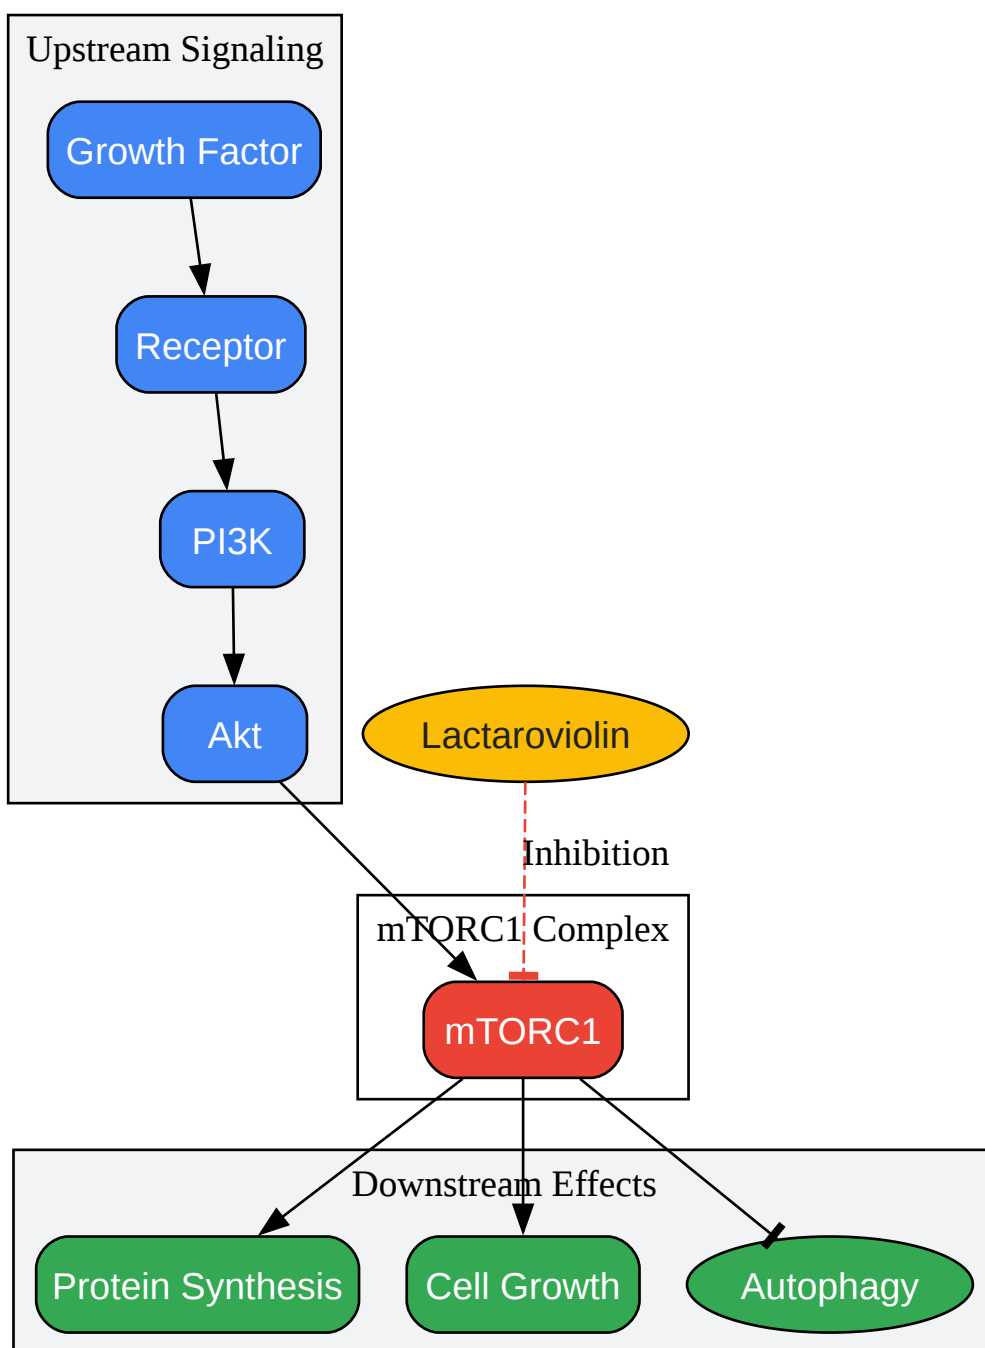 Upstream Signaling
Growth Factor
Receptor
PI3K
Akt
Lactaroviolin
Inhibition
mTORC1 Complex
mTORC1
Downstream Effects
Protein Synthesis
Cell Growth
Autophagy